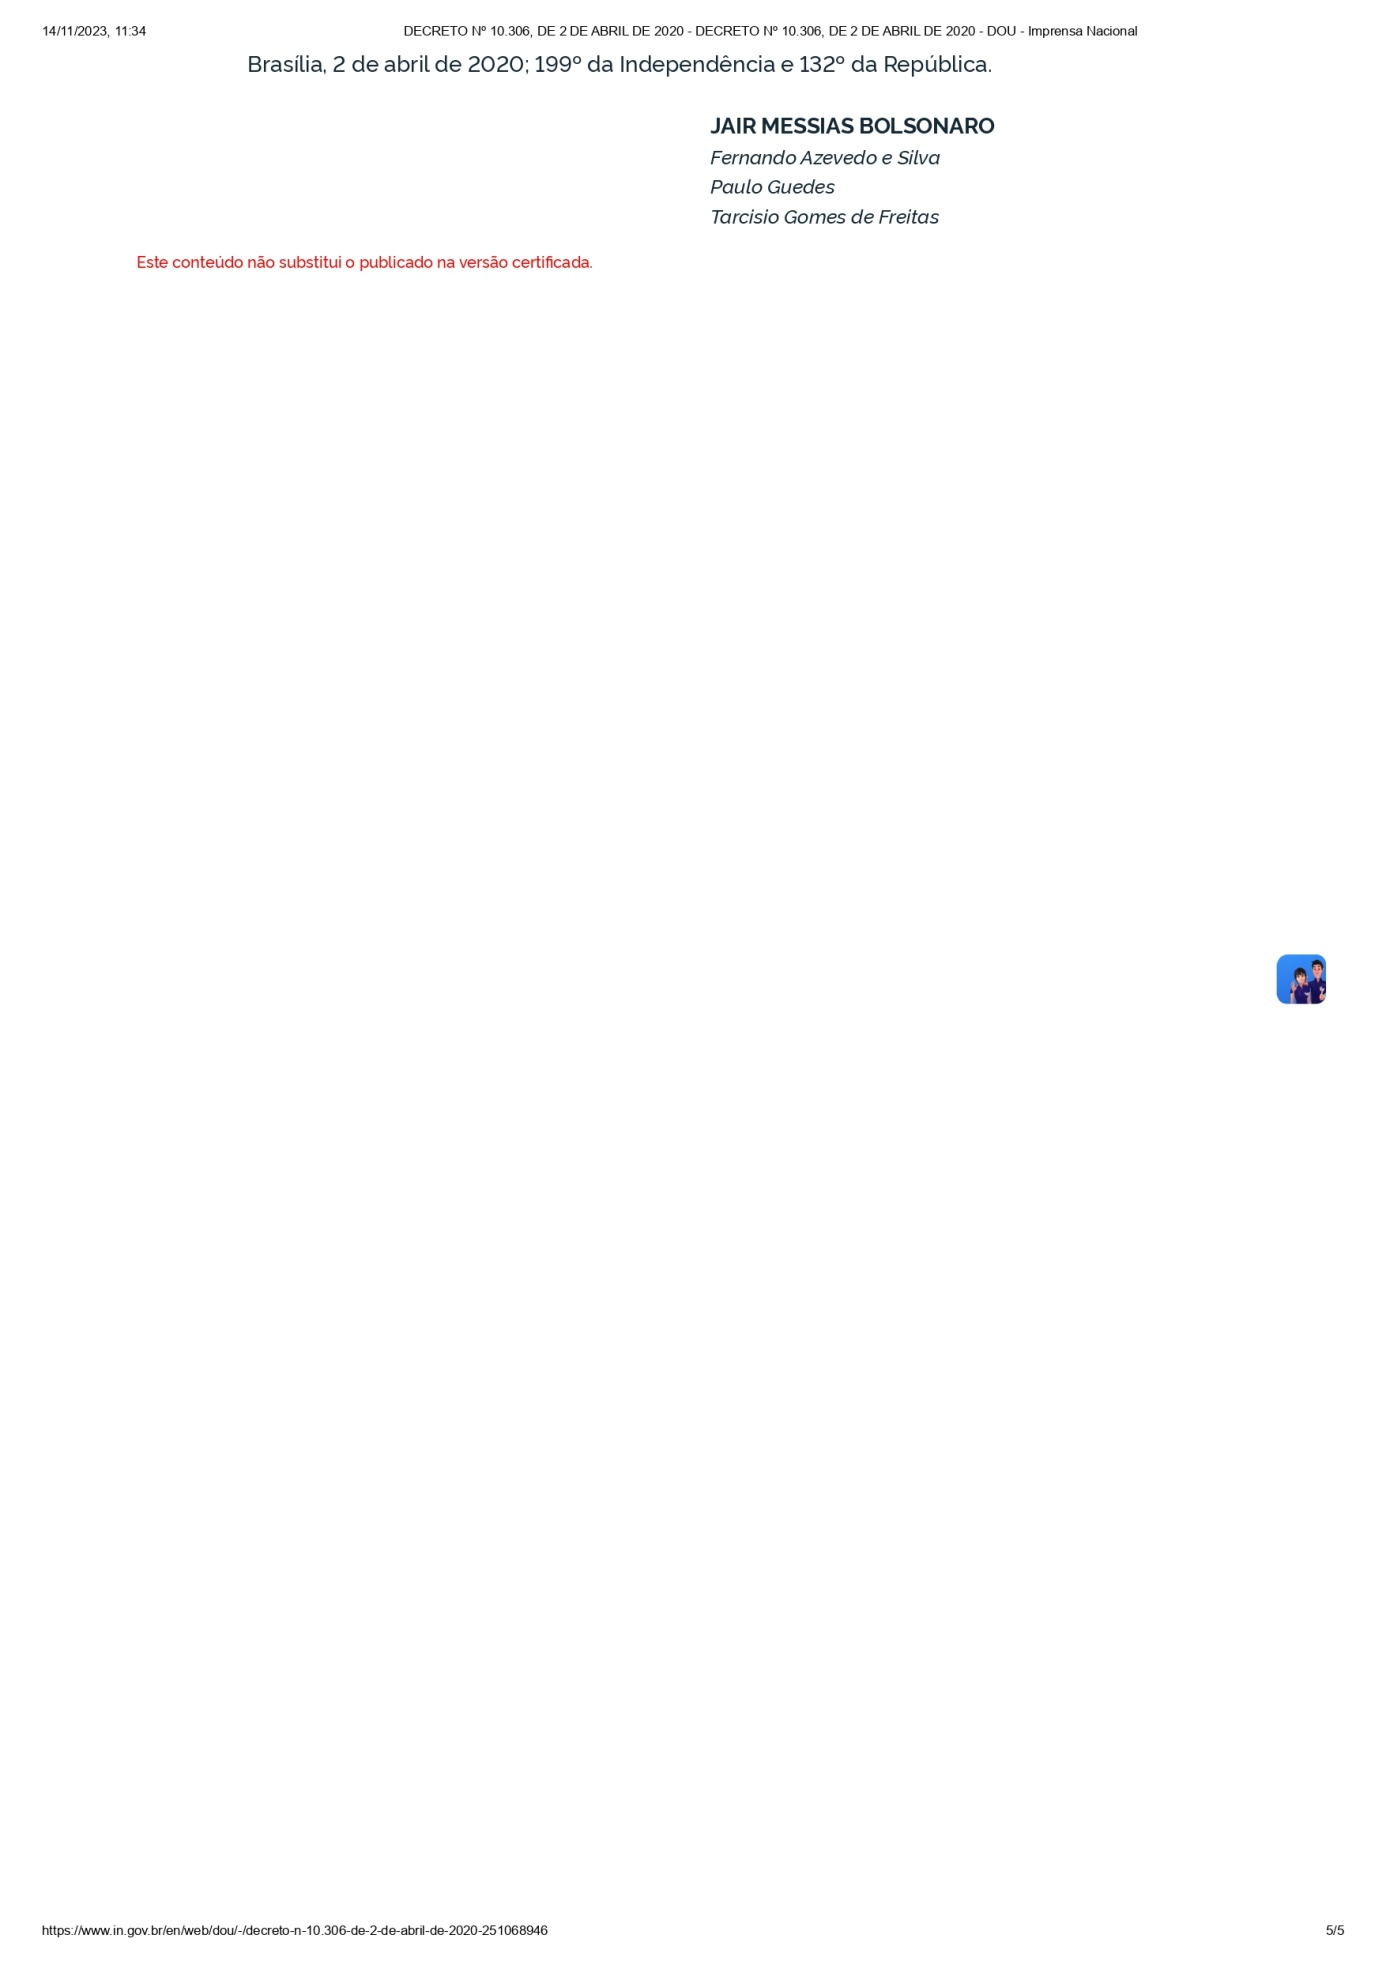 14/11/2023, 11:34 DECRETO Nº 10.306, DE 2 DE ABRIL DE 2020 - DECRETO Nº 10.306, DE 2 DE ABRIL DE 2020 - DOU - Imprensa Nacional
Brasília, 2 de abril de 2020; 199º da Independência e 132º da República.
JAIR MESSIAS BOLSONARO
Fernando Azevedo e Silva
Paulo Guedes
Tarcisio Gomes de Freitas
Este conteúdo não substitui o publicado na versão certificada.
https://www.in.gov.br/en/web/dou/-/decreto-n-10.306-de-2-de-abril-de-2020-251068946 5/5